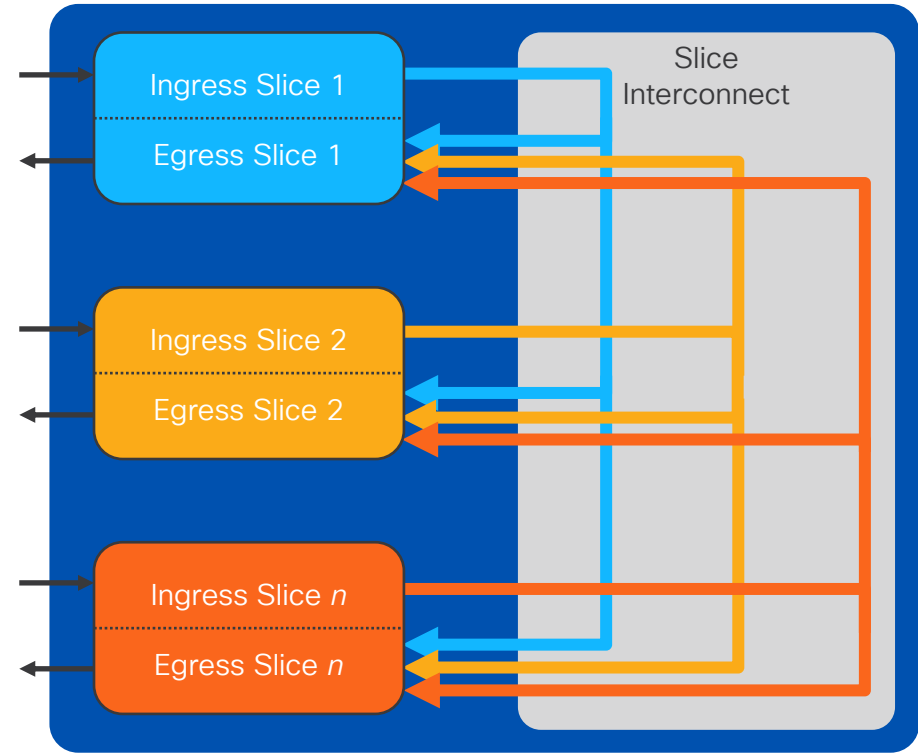 Slice
Interconnect
Ingress Slice 1
Egress Slice 1
Ingress Slice 2
Egress Slice 2
Ingress Slice n
Egress Slice n